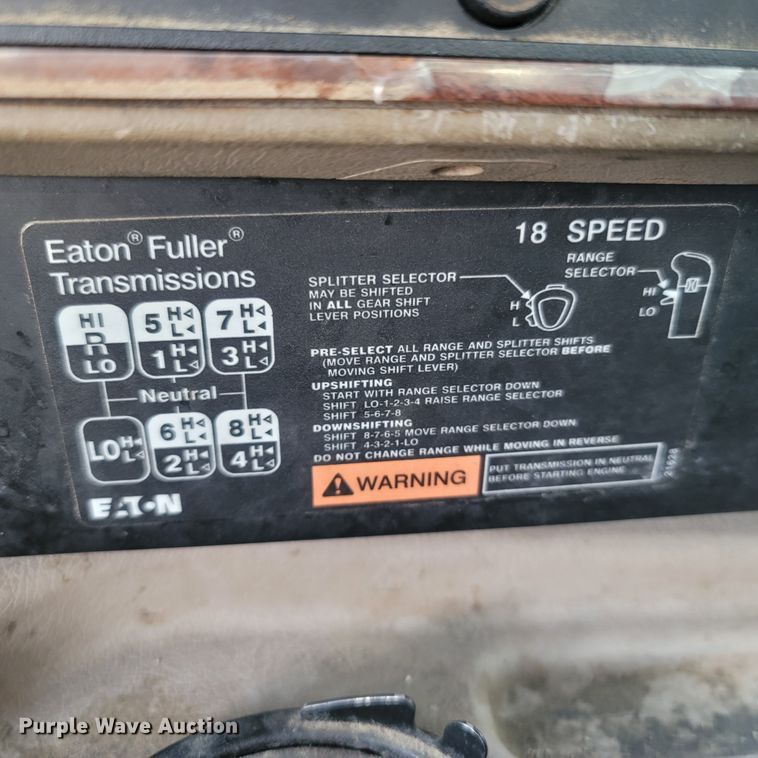 Eaton® Fuller®
Transmissions
18 SPEED
HI
R
LO
5 H
L
1 H
L
7 H
L
3 H
L
Neutral
LO H
L
6 H
L
2 H
L
8 H
L
4 H
L
EATON
SPLITTER SELECTOR
MAY BE SHIFTED
IN ALL GEAR SHIFT
LEVER POSITIONS
H
L
RANGE
SELECTOR
HI
LO
PRE-SELECT ALL RANGE AND SPLITTER SHIFTS
(MOVE RANGE AND SPLITTER SELECTOR BEFORE
MOVING SHIFT LEVER)
UPSHIFTING
START WITH RANGE SELECTOR DOWN
SHIFT LO-1-2-3-4 RAISE RANGE SELECTOR
SHIFT 5-6-7-8
DOWNSHIFTING
SHIFT 8-7-6-5 MOVE RANGE SELECTOR DOWN
SHIFT 4-3-2-1-LO
DO NOT CHANGE RANGE WHILE MOVING IN REVERSE
WARNING
PUT TRANSMISSION IN NEUTRAL
BEFORE STARTING ENGINE
21628
Purple Wave Auction